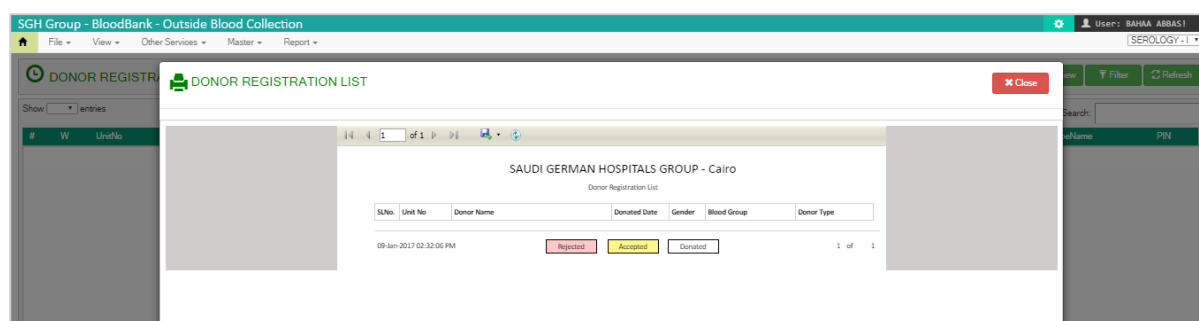 SGH Group - BloodBank - Outside Blood Collection
User: BAHAA ABBAS
File View Other Services Master Report
SEROLOGY - I
DONOR REGISTR
DONOR REGISTRATION LIST
Close
ew Filter Refresh
Show entries
Search:
# W UnitNo
eName PIN
1 of 1
SAUDI GERMAN HOSPITALS GROUP - Cairo
Donor Registration List
SLNo. Unit No Donor Name Donated Date Gender Blood Group Donor Type
09-Jan-2017 02:32:06 PM Rejected Accepted Donated 1 of 1